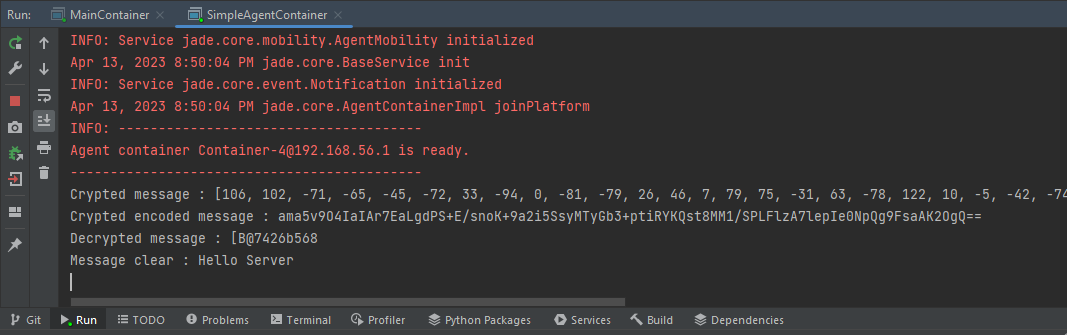 Run: MainContainer SimpleAgentContainer
INFO: Service jade.core.mobility.AgentMobility initialized
Apr 13, 2023 8:50:04 PM jade.core.BaseService init
INFO: Service jade.core.event.Notification initialized
Apr 13, 2023 8:50:04 PM jade.core.AgentContainerImpl joinPlatform
INFO: --------------------------------------
Agent container Container-4@192.168.56.1 is ready.
--------------------------------------------
Crypted message : [106, 102, -71, -65, -45, -72, 33, -94, 0, -81, -79, 26, 46, 7, 79, 75, -31, 63, -78, 122, 10, -5, -42, -74
Crypted encoded message : ama5v9O4IaIAr7EaLgdPS+E/snoK+9a2i5SsyMTyGb3+ptiRYKQst8MM1/SPLFlzA7lepIe0NpQg9FsaAK2OgQ==
Decrypted message : [B@7426b568
Message clear : Hello Server
Git Run TODO Problems Terminal Profiler Python Packages Services Build Dependencies